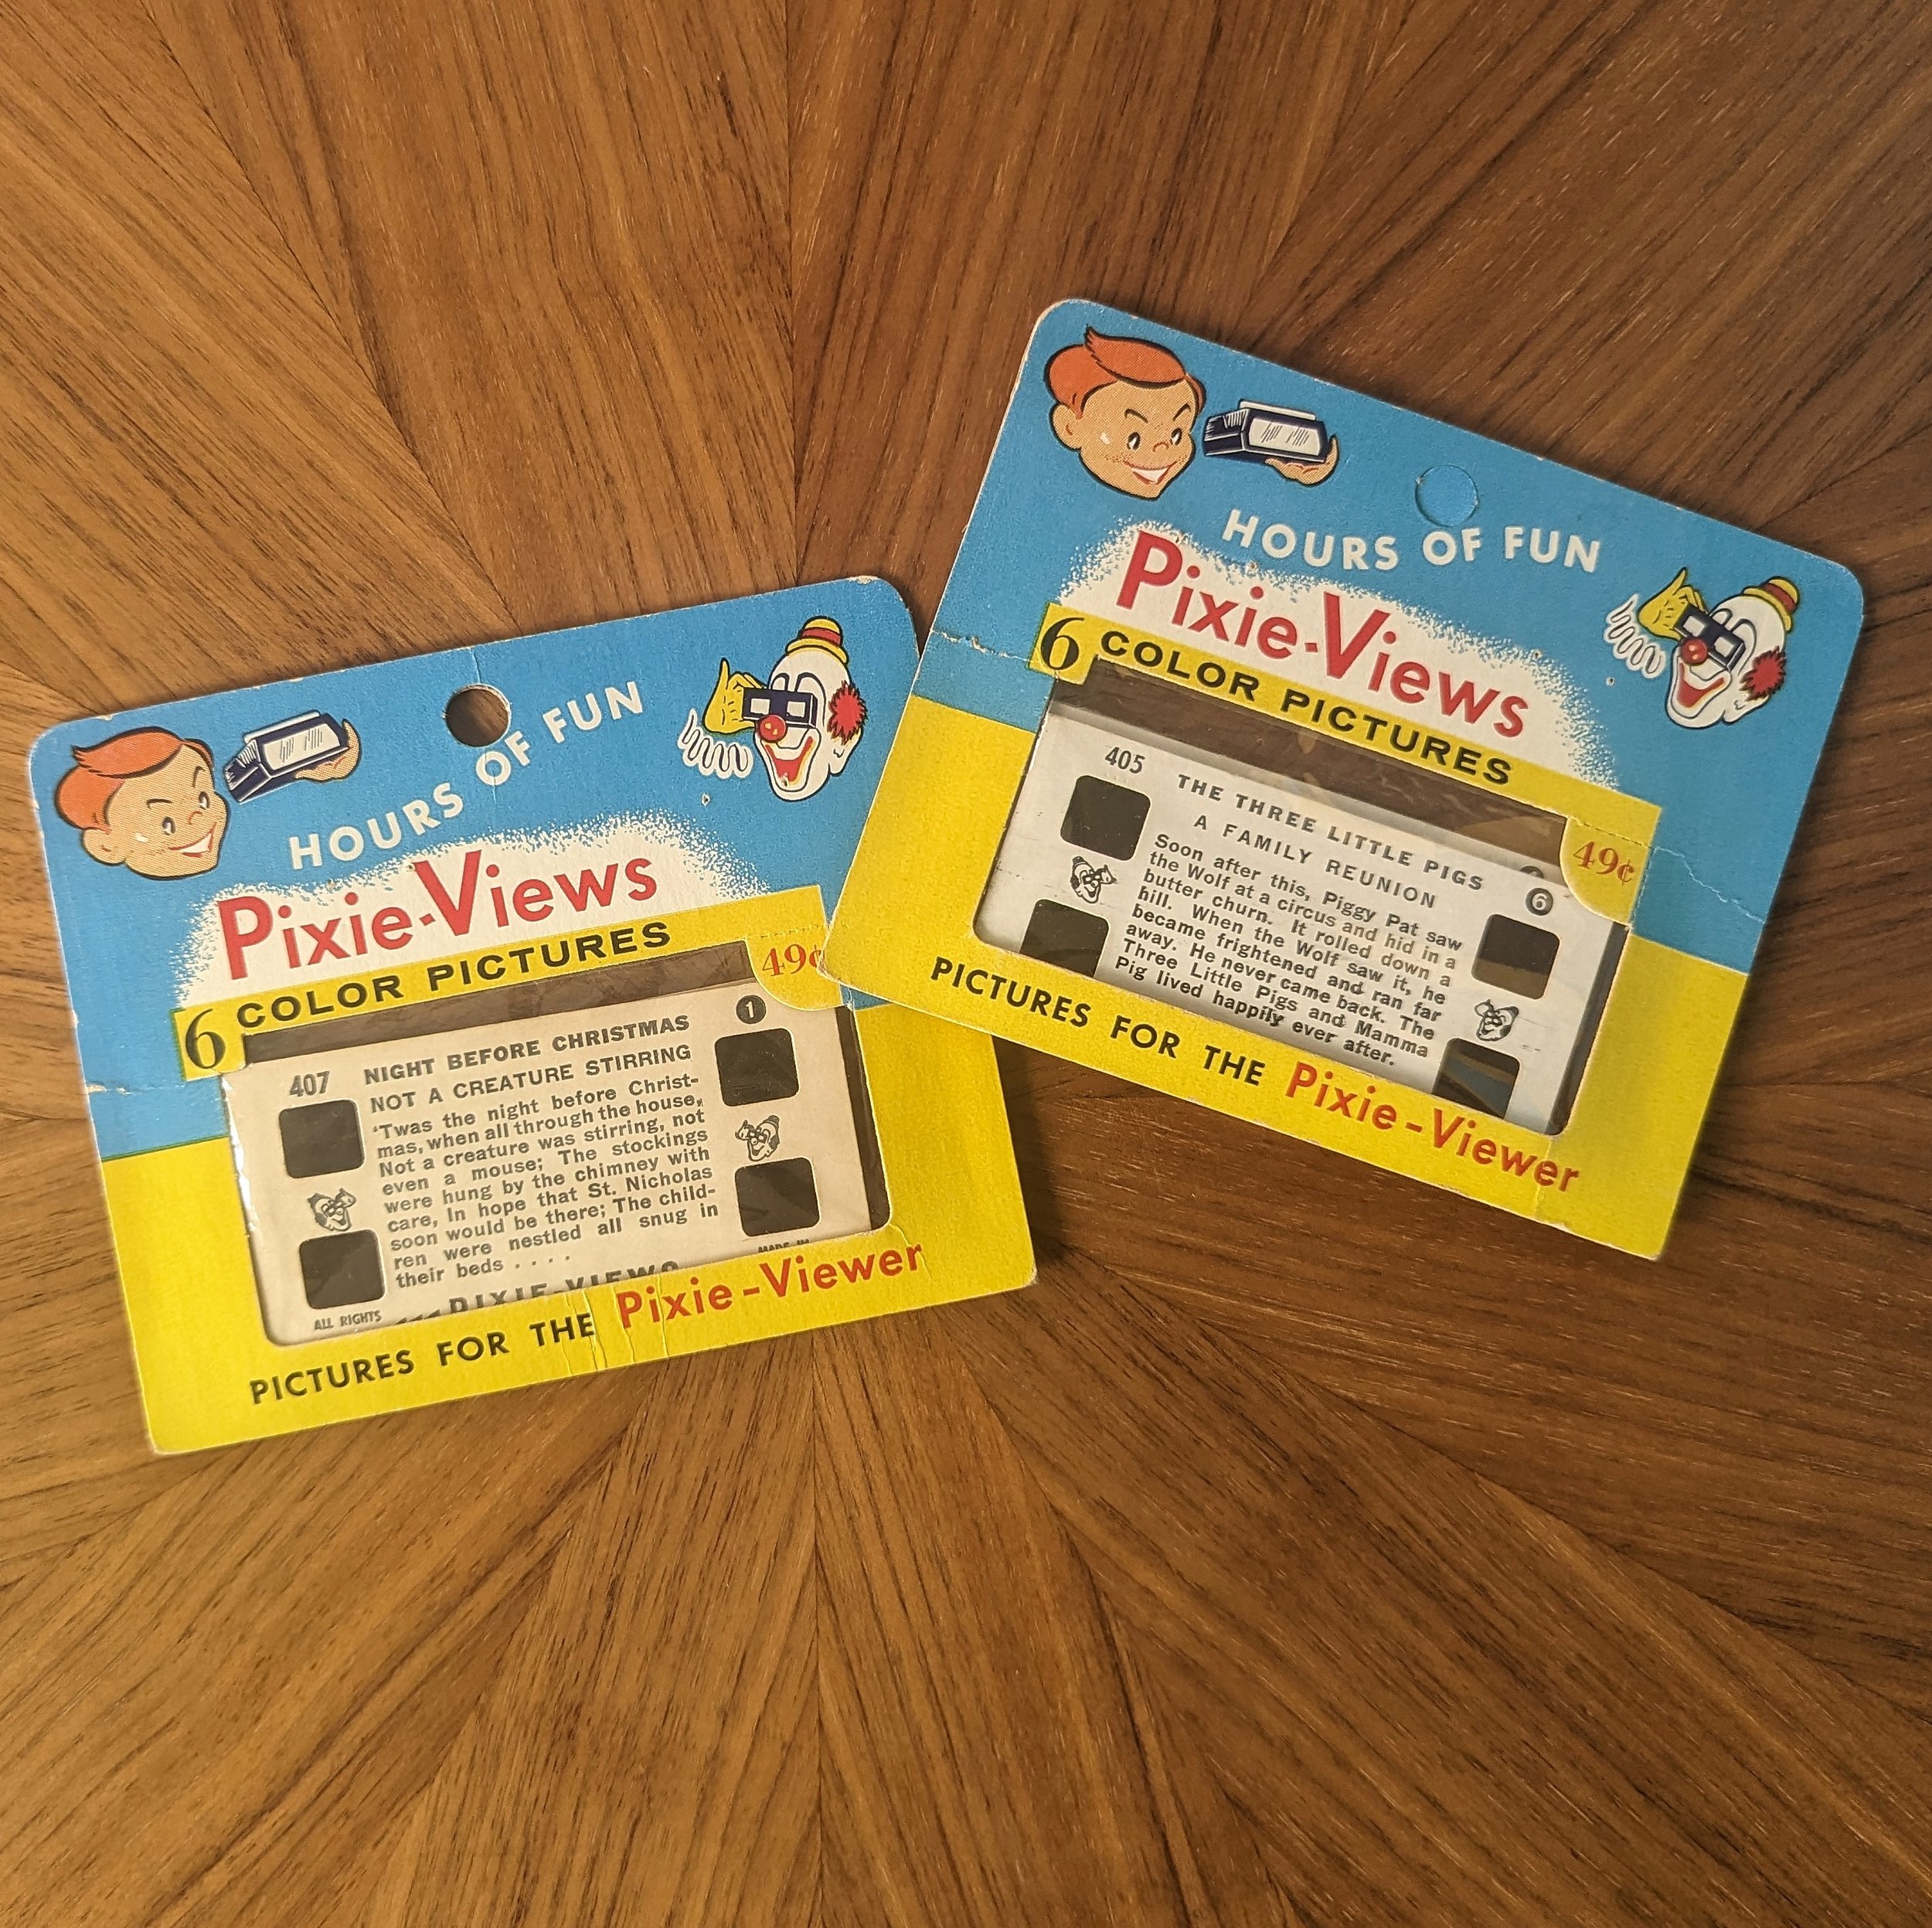 HOURS OF FUN
Pixie-Views
6 COLOR PICTURES
49¢
407
NIGHT BEFORE CHRISTMAS
1
NOT A CREATURE STIRRING
'Twas the night before Christ-
mas, when all through the house,
Not a creature was stirring, not
even a mouse; The stockings
were hung by the chimney with
care, In hope that St. Nicholas
soon would be there; The child-
ren were nestled all snug in
their beds . . . .
MADE IN
ALL RIGHTS
PIXIE-VIEWS
PICTURES FOR THE Pixie-Viewer
HOURS OF FUN
Pixie-Views
6 COLOR PICTURES
49¢
405
THE THREE LITTLE PIGS
6
A FAMILY REUNION
Soon after this, Piggy Pat saw
the Wolf at a circus and hid in a
butter churn. It rolled down a
hill. When the Wolf saw it, he
became frightened and ran far
away. He never came back. The
Three Little Pigs and Mamma
Pig lived happily ever after.
PICTURES FOR THE Pixie-Viewer